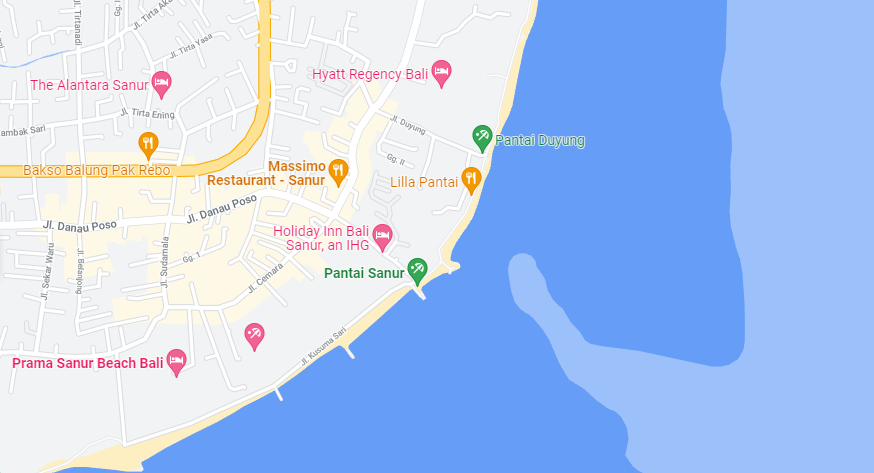 Jl. Tirtanadi
Gg. I
Jl. Tirta Aka
Jl. Tirta Yasa
Hyatt Regency Bali
The Alantara Sanur
Jl. Tirta Ening
ambak Sari
Jl. Duyung
Pantai Duyung
Gg. II
Bakso Balung Pak Rebo
Massimo
Restaurant - Sanur
Lilla Pantai
Jl. Danau Poso
Jl. Danau Poso
Holiday Inn Bali
Sanur, an IHG
Jl. Sekar Waru
Jl. Sudamala
Gg. 1
Jl. Cemara
Pantai Sanur
Jl. Kusuma Sari
Prama Sanur Beach Bali